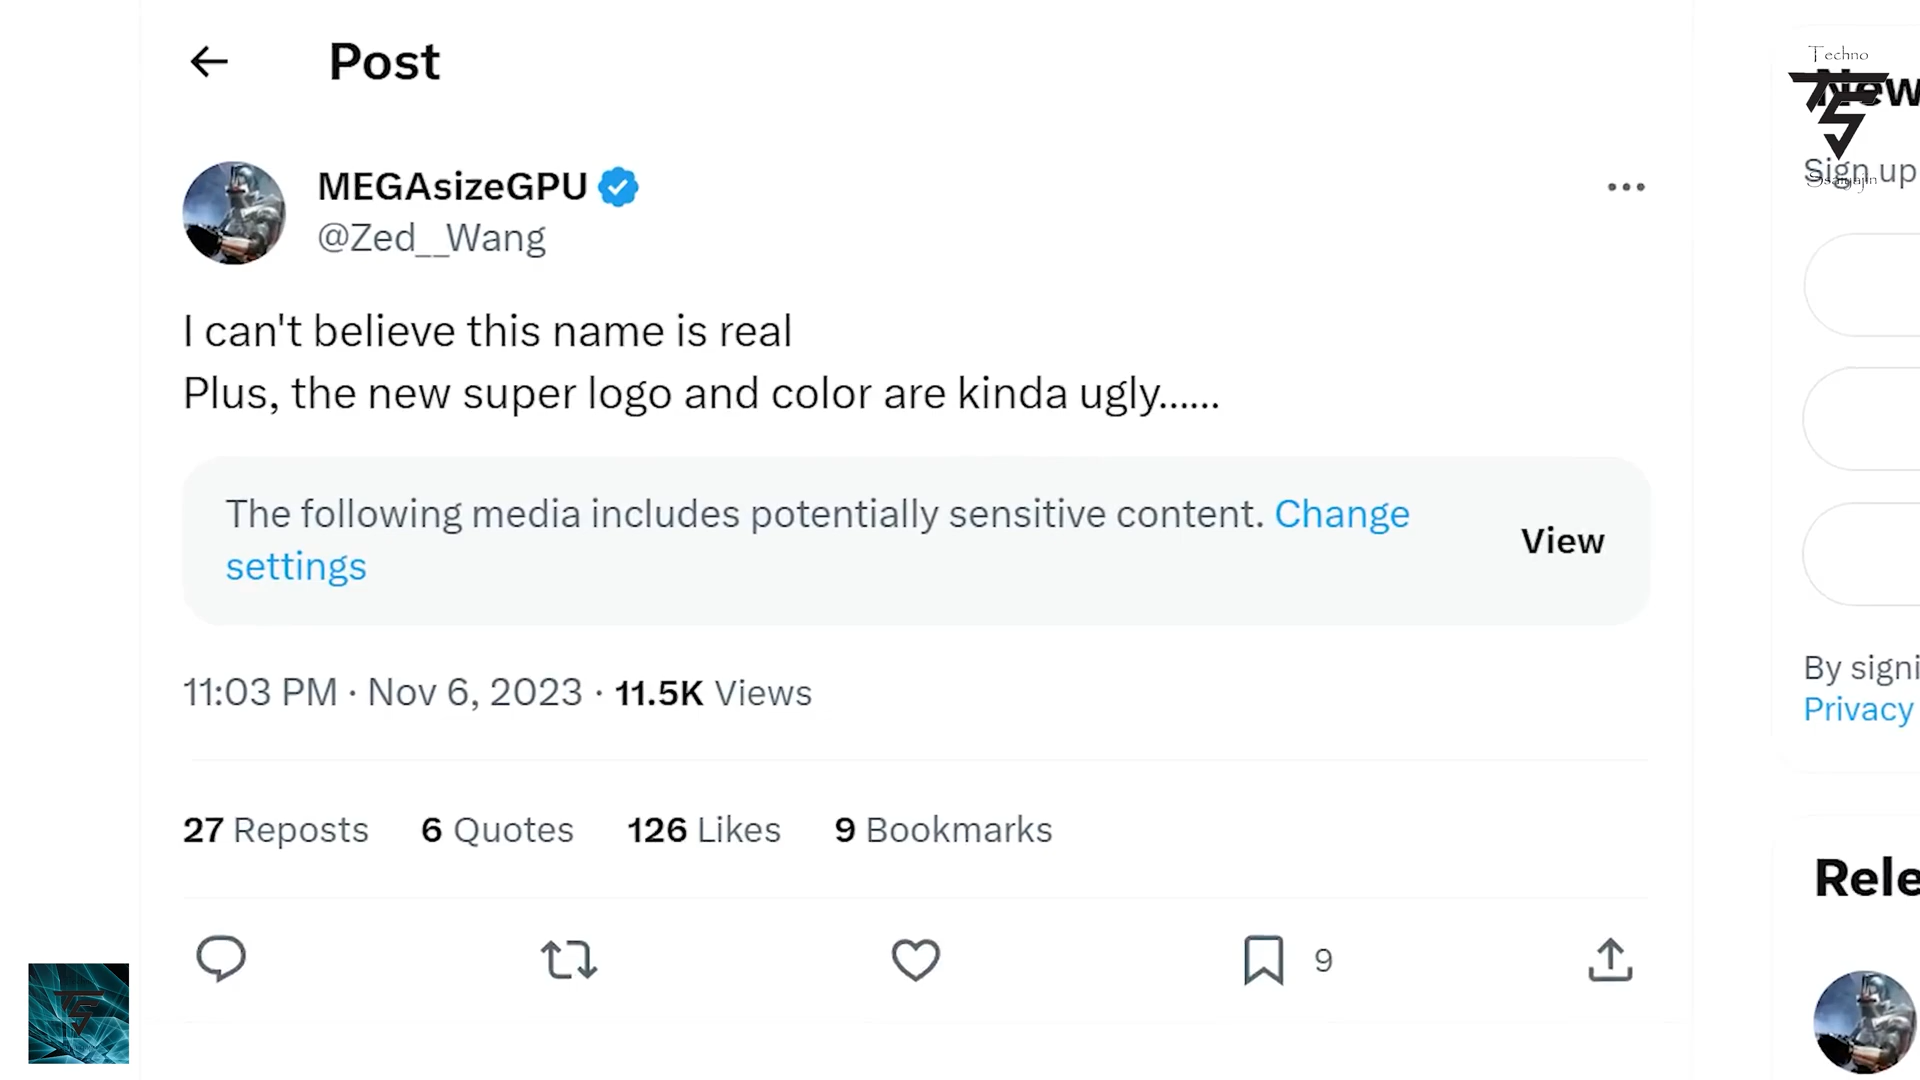 Post
Techno
New
Ssaiyajin
Sign up
MEGAsizeGPU
@Zed__Wang
I can't believe this name is real
Plus, the new super logo and color are kinda ugly......
The following media includes potentially sensitive content. Change
settings
View
11:03 PM · Nov 6, 2023 · 11.5K Views
By signi
Privacy
27 Reposts 6 Quotes 126 Likes 9 Bookmarks
Rele
9